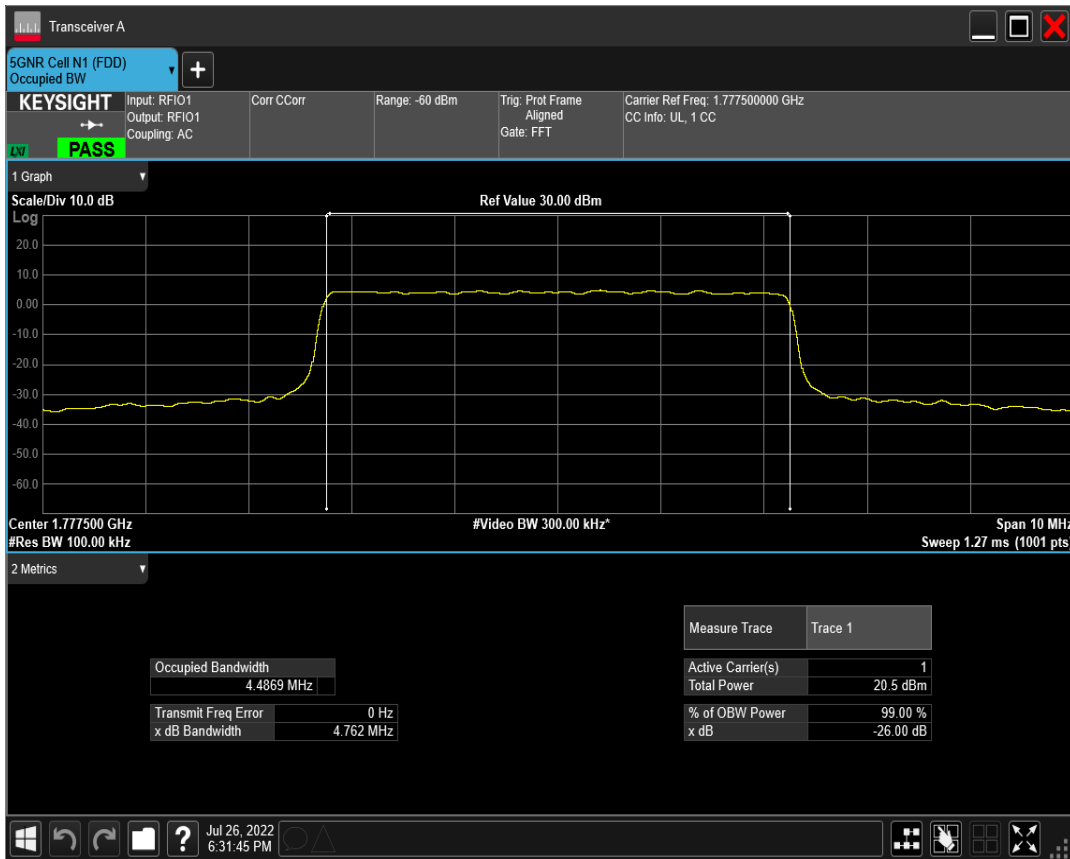 Transceiver A
5GNR Cell N1 (FDD)
Occupied BW
+
KEYSIGHT
LXI
PASS
Input: RFIO1
Output: RFIO1
Coupling: AC
Corr CCorr
Range: -60 dBm
Trig: Prot Frame
Aligned
Gate: FFT
Carrier Ref Freq: 1.777500000 GHz
CC Info: UL, 1 CC
1 Graph
Scale/Div 10.0 dB
Ref Value 30.00 dBm
Log
20.0
10.0
0.00
-10.0
-20.0
-30.0
-40.0
-50.0
-60.0
Center 1.777500 GHz
#Video BW 300.00 kHz*
Span 10 MHz
#Res BW 100.00 kHz
Sweep 1.27 ms (1001 pts)
2 Metrics
Measure Trace Trace 1
Occupied Bandwidth
4.4869 MHz
Active Carrier(s) 1
Total Power 20.5 dBm
Transmit Freq Error 0 Hz
x dB Bandwidth 4.762 MHz
% of OBW Power 99.00 %
x dB -26.00 dB
?
Jul 26, 2022
6:31:45 PM